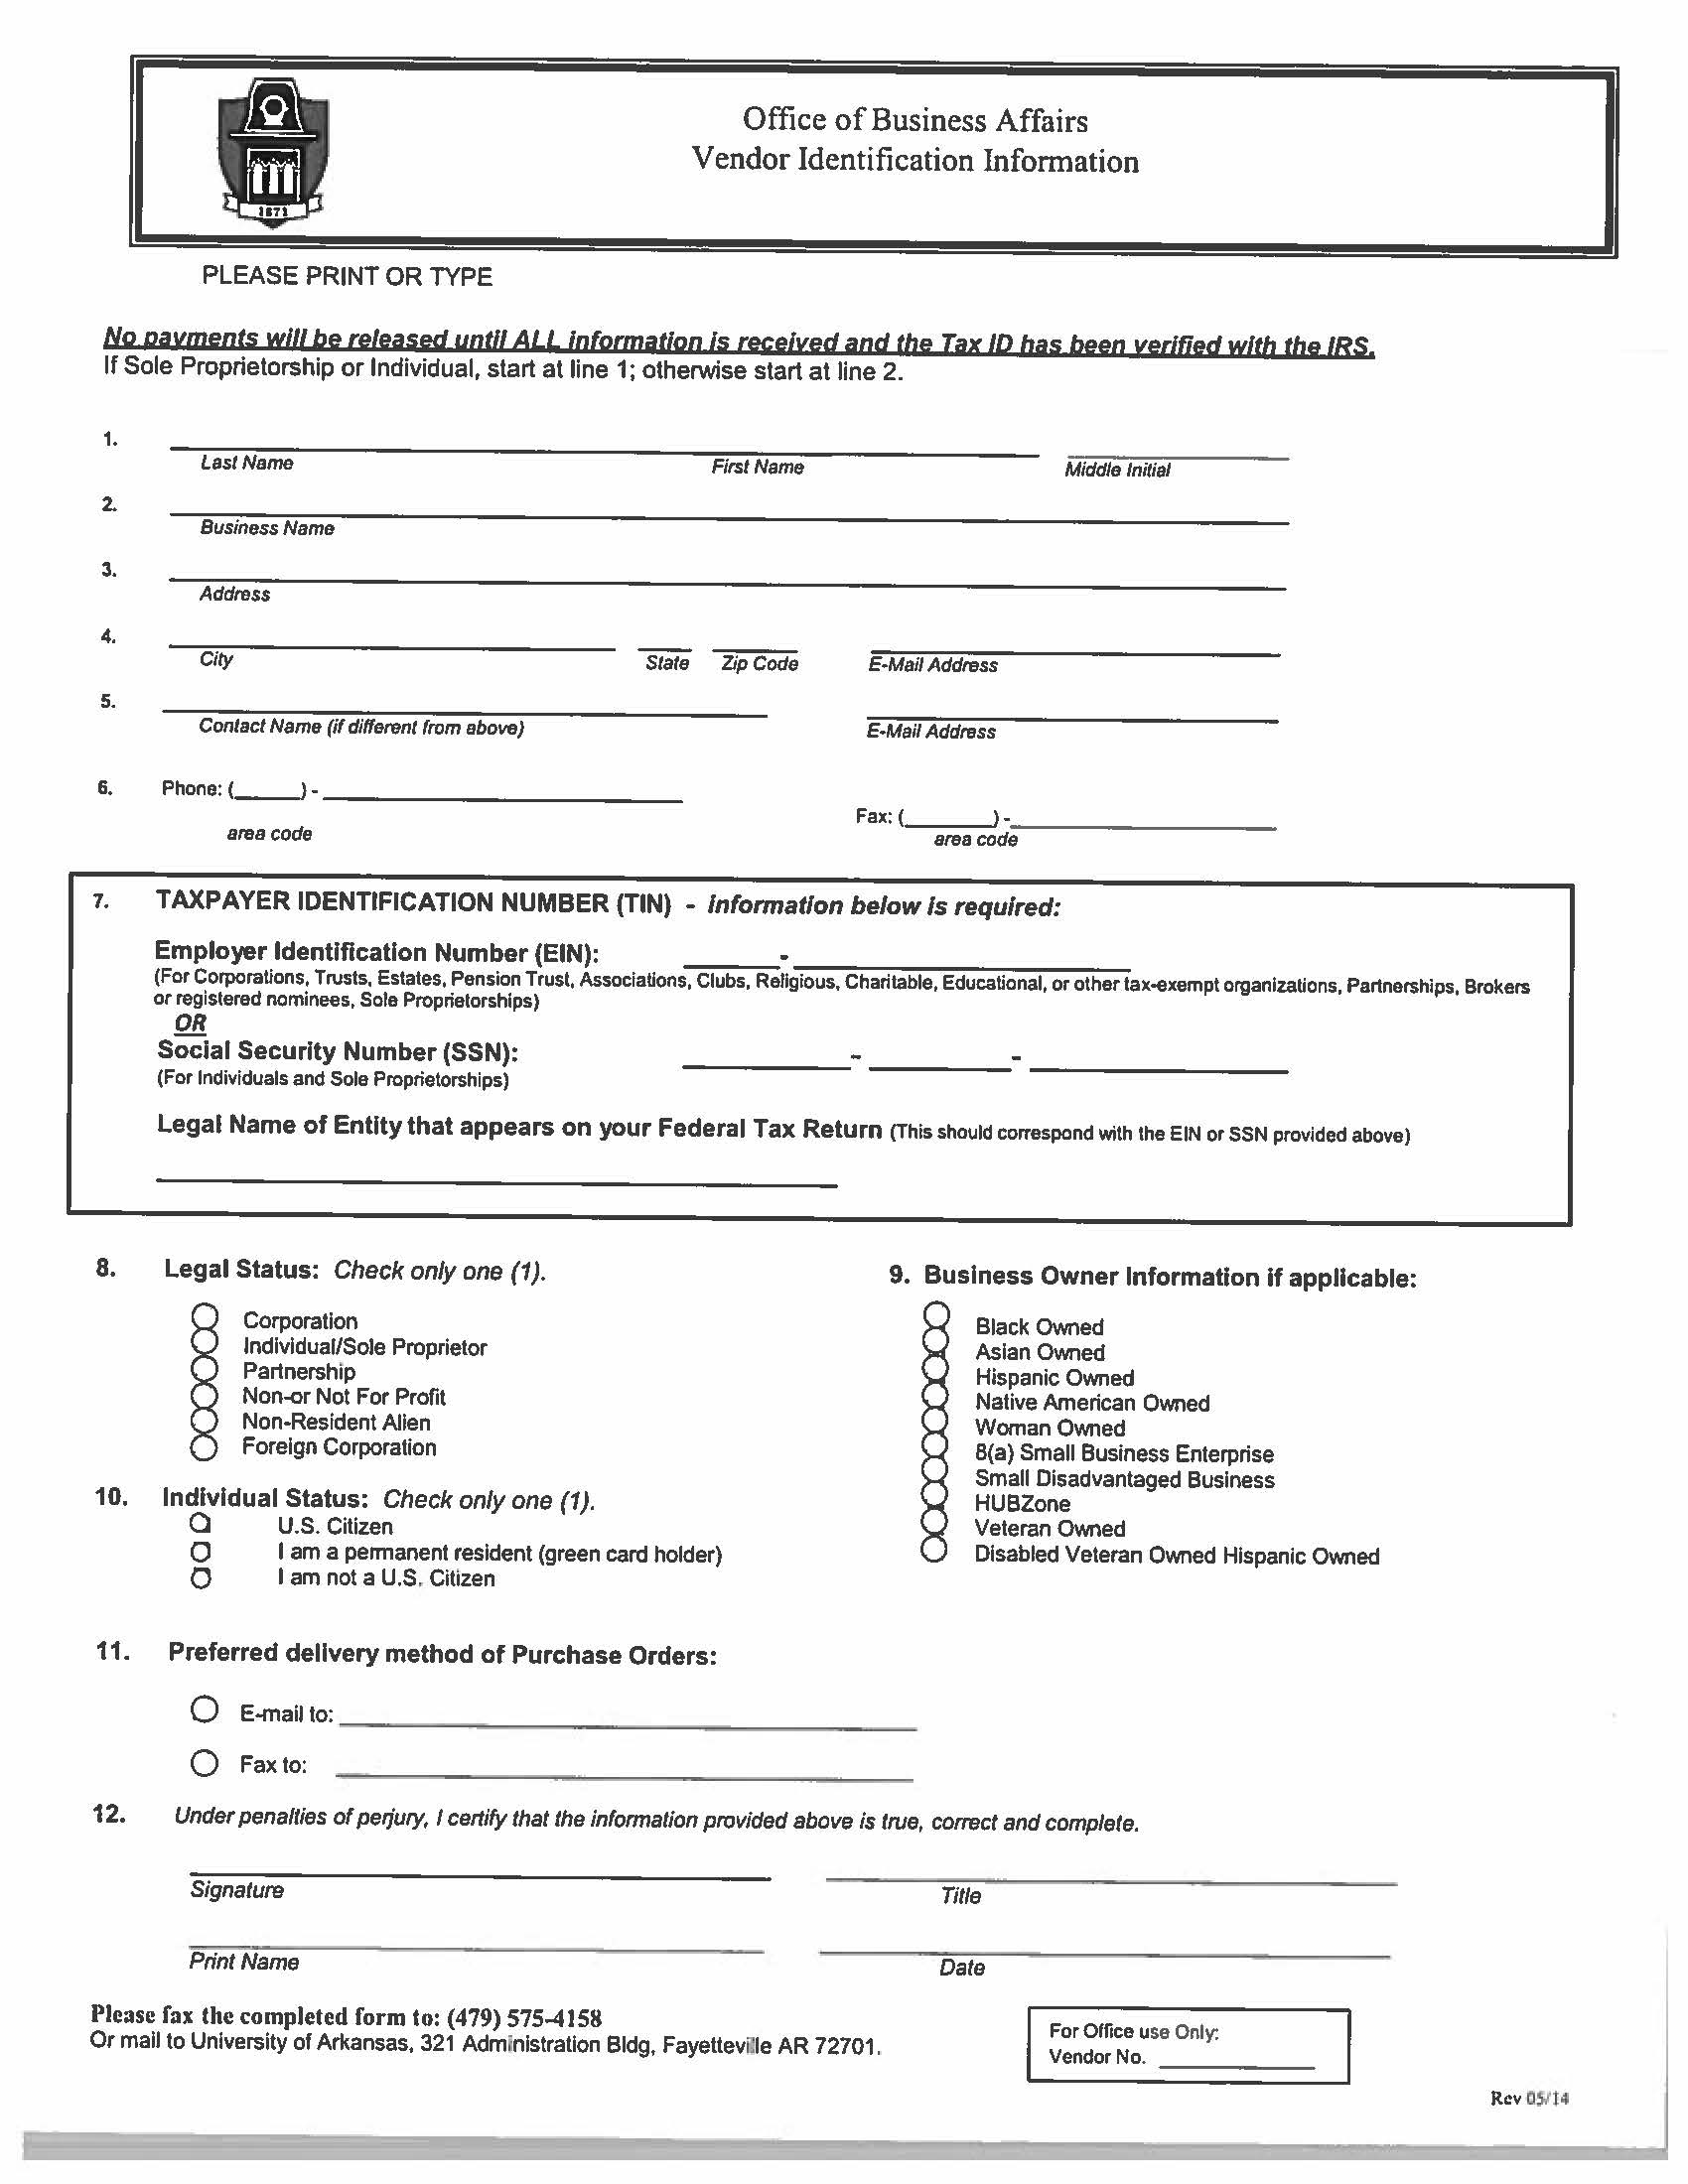 1871
Office of Business Affairs
Vendor Identification Information
PLEASE PRINT OR TYPE
No payments will be released until ALL information is received and the Tax ID has been verified with the IRS.
If Sole Proprietorship or Individual, start at line 1; otherwise start at line 2.
1.
Last Name First Name Middle Initial
2.
Business Name
3.
Address
4.
City State Zip Code E-Mail Address
5.
Contact Name (if different from above) E-Mail Address
6. Phone: (_____) - ____________________
Fax: (______) -____________________
area code area code
7. TAXPAYER IDENTIFICATION NUMBER (TIN) - Information below is required:
Employer Identification Number (EIN): ______-____________________
(For Corporations, Trusts, Estates, Pension Trust, Associations, Clubs, Religious, Charitable, Educational, or other tax-exempt organizations, Partnerships, Brokers
or registered nominees, Sole Proprietorships)
OR
Social Security Number (SSN): __________-_________-_______________
(For Individuals and Sole Proprietorships)
Legal Name of Entity that appears on your Federal Tax Return (This should correspond with the EIN or SSN provided above)
8. Legal Status: Check only one (1).
Corporation
Individual/Sole Proprietor
Partnership
Non-or Not For Profit
Non-Resident Alien
Foreign Corporation
9. Business Owner Information if applicable:
Black Owned
Asian Owned
Hispanic Owned
Native American Owned
Woman Owned
8(a) Small Business Enterprise
Small Disadvantaged Business
HUBZone
Veteran Owned
Disabled Veteran Owned Hispanic Owned
10. Individual Status: Check only one (1).
U.S. Citizen
I am a permanent resident (green card holder)
I am not a U.S. Citizen
11. Preferred delivery method of Purchase Orders:
E-mail to: ____________________
Fax to: ____________________
12. Under penalties of perjury, I certify that the information provided above is true, correct and complete.
Signature Title
Print Name Date
Please fax the completed form to: (479) 575-4158
Or mail to University of Arkansas, 321 Administration Bldg, Fayetteville AR 72701.
For Office use Only:
Vendor No. __________
Rev 05/14